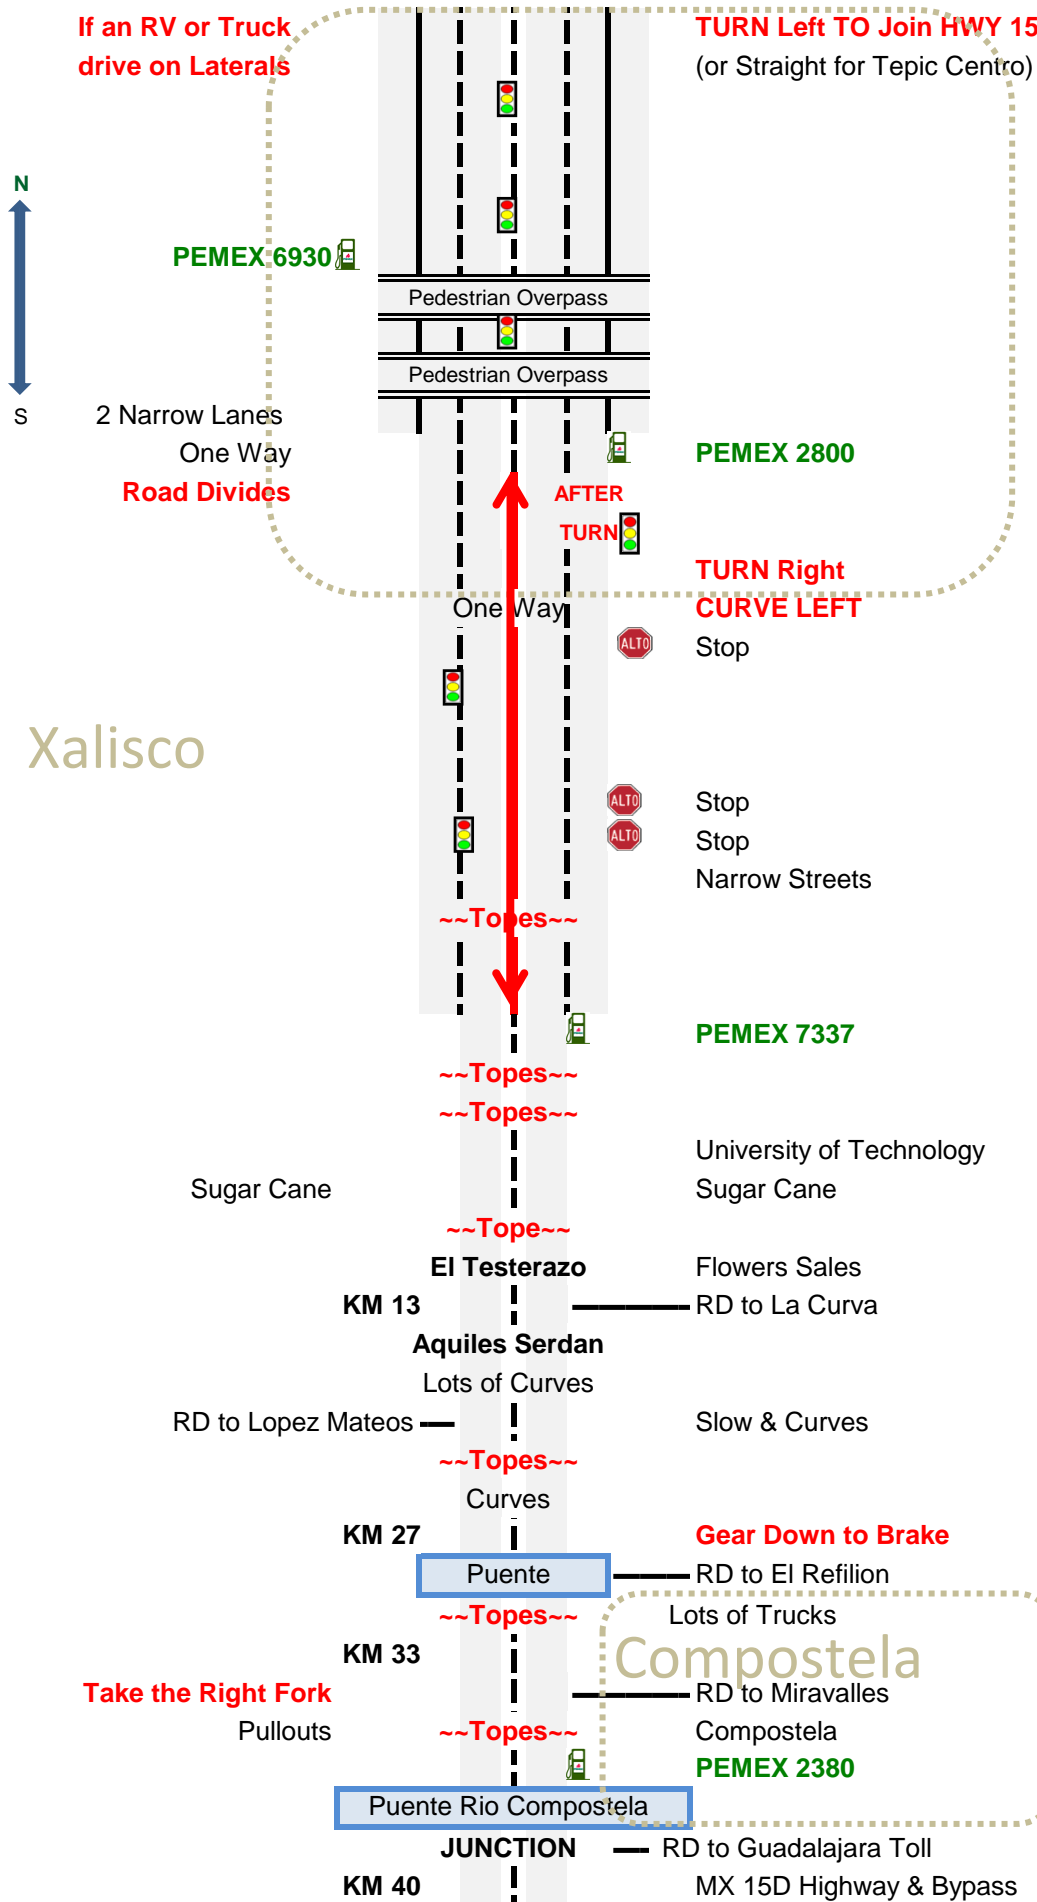 If an RV or Truck
drive on Laterals
TURN Left TO Join HWY 15
(or Straight for Tepic Centro)
N
S
PEMEX 6930
Pedestrian Overpass
Pedestrian Overpass
2 Narrow Lanes
One Way
Road Divides
PEMEX 2800
AFTER
TURN
TURN Right
CURVE LEFT
One Way
ALTO Stop
Xalisco
ALTO Stop
ALTO Stop
Narrow Streets
~~Topes~~
PEMEX 7337
~~Topes~~
~~Topes~~
University of Technology
Sugar Cane Sugar Cane
~~Tope~~
El Testerazo Flowers Sales
KM 13 RD to La Curva
Aquiles Serdan
Lots of Curves
RD to Lopez Mateos Slow & Curves
~~Topes~~
Curves
KM 27 Gear Down to Brake
Puente RD to El Refilion
~~Topes~~ Lots of Trucks
KM 33 Compostela
Take the Right Fork RD to Miravalles
Pullouts ~~Topes~~ Compostela
PEMEX 2380
Puente Rio Compostela
JUNCTION RD to Guadalajara Toll
KM 40 MX 15D Highway & Bypass